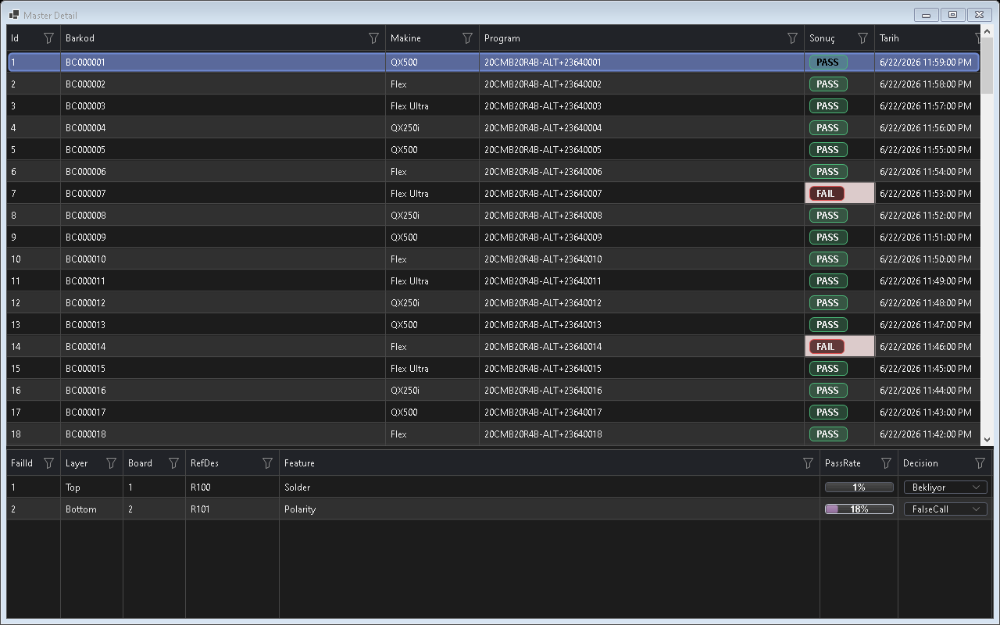 Master Detail
Id Barkod Makine Program Sonuç Tarih
1 BC000001 QX500 20CMB20R4B-ALT+23640001 PASS 6/22/2026 11:59:00 PM
2 BC000002 Flex 20CMB20R4B-ALT+23640002 PASS 6/22/2026 11:58:00 PM
3 BC000003 Flex Ultra 20CMB20R4B-ALT+23640003 PASS 6/22/2026 11:57:00 PM
4 BC000004 QX250i 20CMB20R4B-ALT+23640004 PASS 6/22/2026 11:56:00 PM
5 BC000005 QX500 20CMB20R4B-ALT+23640005 PASS 6/22/2026 11:55:00 PM
6 BC000006 Flex 20CMB20R4B-ALT+23640006 PASS 6/22/2026 11:54:00 PM
7 BC000007 Flex Ultra 20CMB20R4B-ALT+23640007 FAIL 6/22/2026 11:53:00 PM
8 BC000008 QX250i 20CMB20R4B-ALT+23640008 PASS 6/22/2026 11:52:00 PM
9 BC000009 QX500 20CMB20R4B-ALT+23640009 PASS 6/22/2026 11:51:00 PM
10 BC000010 Flex 20CMB20R4B-ALT+23640010 PASS 6/22/2026 11:50:00 PM
11 BC000011 Flex Ultra 20CMB20R4B-ALT+23640011 PASS 6/22/2026 11:49:00 PM
12 BC000012 QX250i 20CMB20R4B-ALT+23640012 PASS 6/22/2026 11:48:00 PM
13 BC000013 QX500 20CMB20R4B-ALT+23640013 PASS 6/22/2026 11:47:00 PM
14 BC000014 Flex 20CMB20R4B-ALT+23640014 FAIL 6/22/2026 11:46:00 PM
15 BC000015 Flex Ultra 20CMB20R4B-ALT+23640015 PASS 6/22/2026 11:45:00 PM
16 BC000016 QX250i 20CMB20R4B-ALT+23640016 PASS 6/22/2026 11:44:00 PM
17 BC000017 QX500 20CMB20R4B-ALT+23640017 PASS 6/22/2026 11:43:00 PM
18 BC000018 Flex 20CMB20R4B-ALT+23640018 PASS 6/22/2026 11:42:00 PM
FailId Layer Board RefDes Feature PassRate Decision
1 Top 1 R100 Solder 1% Bekliyor
2 Bottom 2 R101 Polarity 18% FalseCall